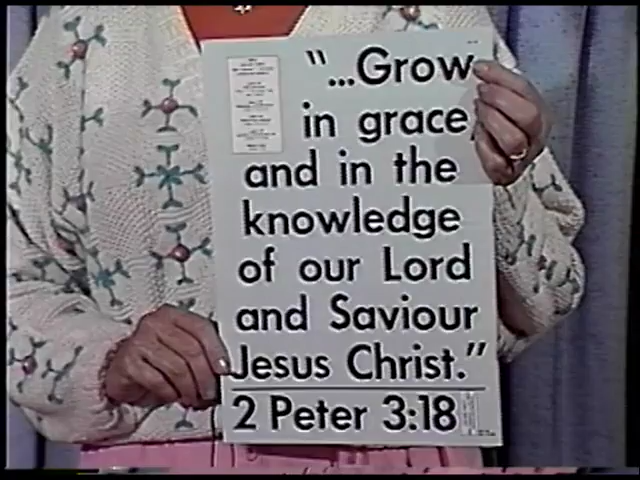 “...Grow
in grace,
and in the
knowledge
of our Lord
and Saviour
Jesus Christ.”
2 Peter 3:18